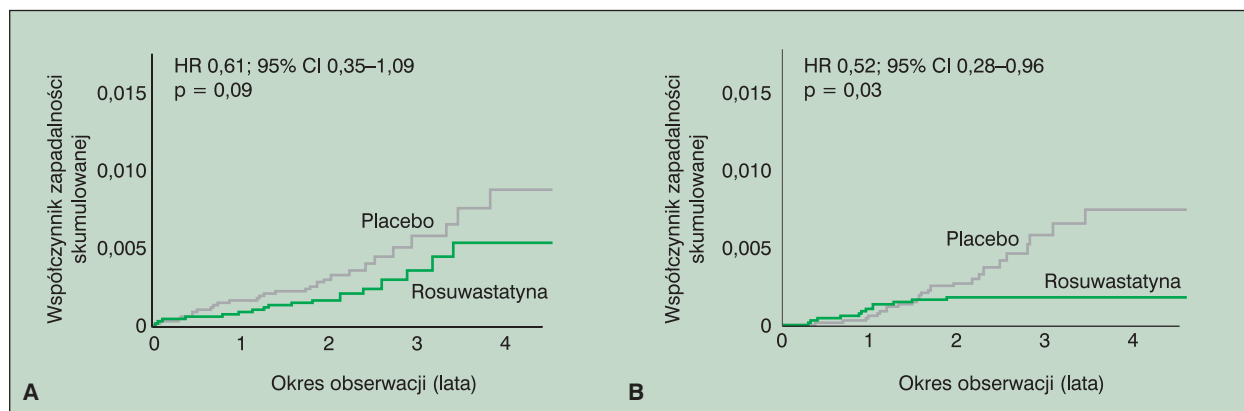 HR 0,61; 95% CI 0,35–1,09
p = 0,09
Współczynnik zapadalności
skumulowanej
0,015
0,010
0,005
0
Placebo
Rosuwastatyna
0 1 2 3 4
Okres obserwacji (lata)
A
HR 0,52; 95% CI 0,28–0,96
p = 0,03
Współczynnik zapadalności
skumulowanej
0,015
0,010
0,005
0
Placebo
Rosuwastatyna
0 1 2 3 4
Okres obserwacji (lata)
B